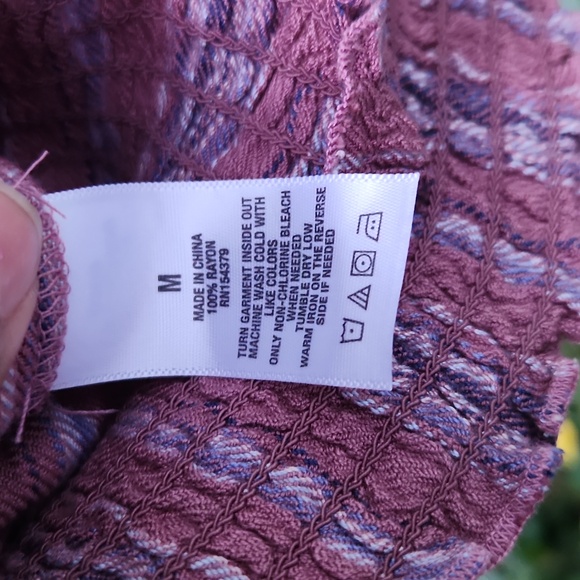 M
MADE IN CHINA
100% RAYON
RN154379
TURN GARMENT INSIDE OUT
MACHINE WASH COLD WITH
LIKE COLORS
ONLY NON-CHLORINE BLEACH
WHEN NEEDED
TUMBLE DRY LOW
WARM IRON ON THE REVERSE
SIDE IF NEEDED